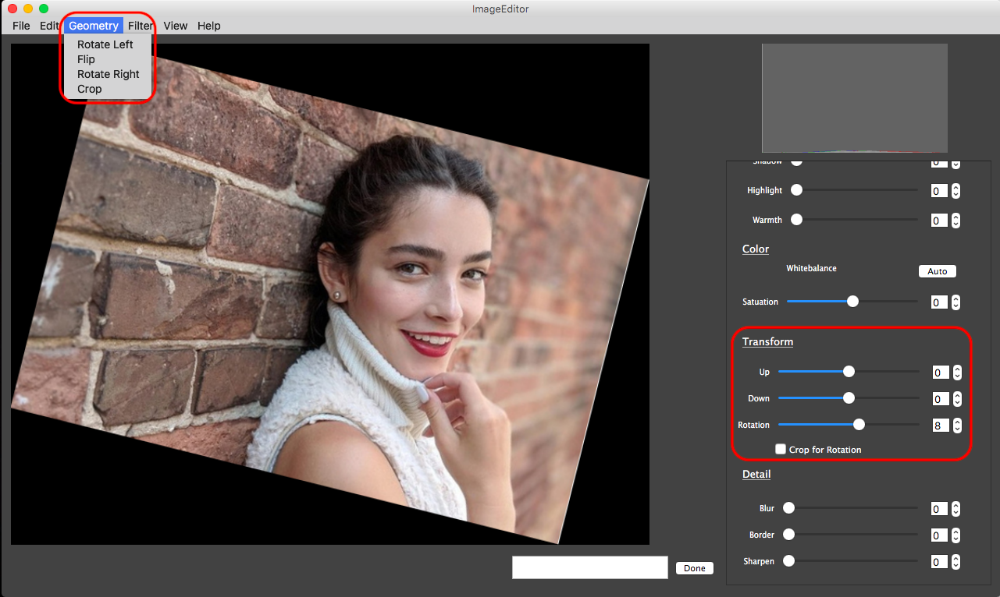 ImageEditor
File Edit Geometry Filter View Help
Rotate Left
Flip
Rotate Right
Crop
Shadow 0
Highlight 0
Warmth 0
Color
Whitebalance Auto
Satuation 0
Transform
Up 0
Down 0
Rotation 8
Crop for Rotation
Detail
Blur 0
Border 0
Sharpen 0
Done